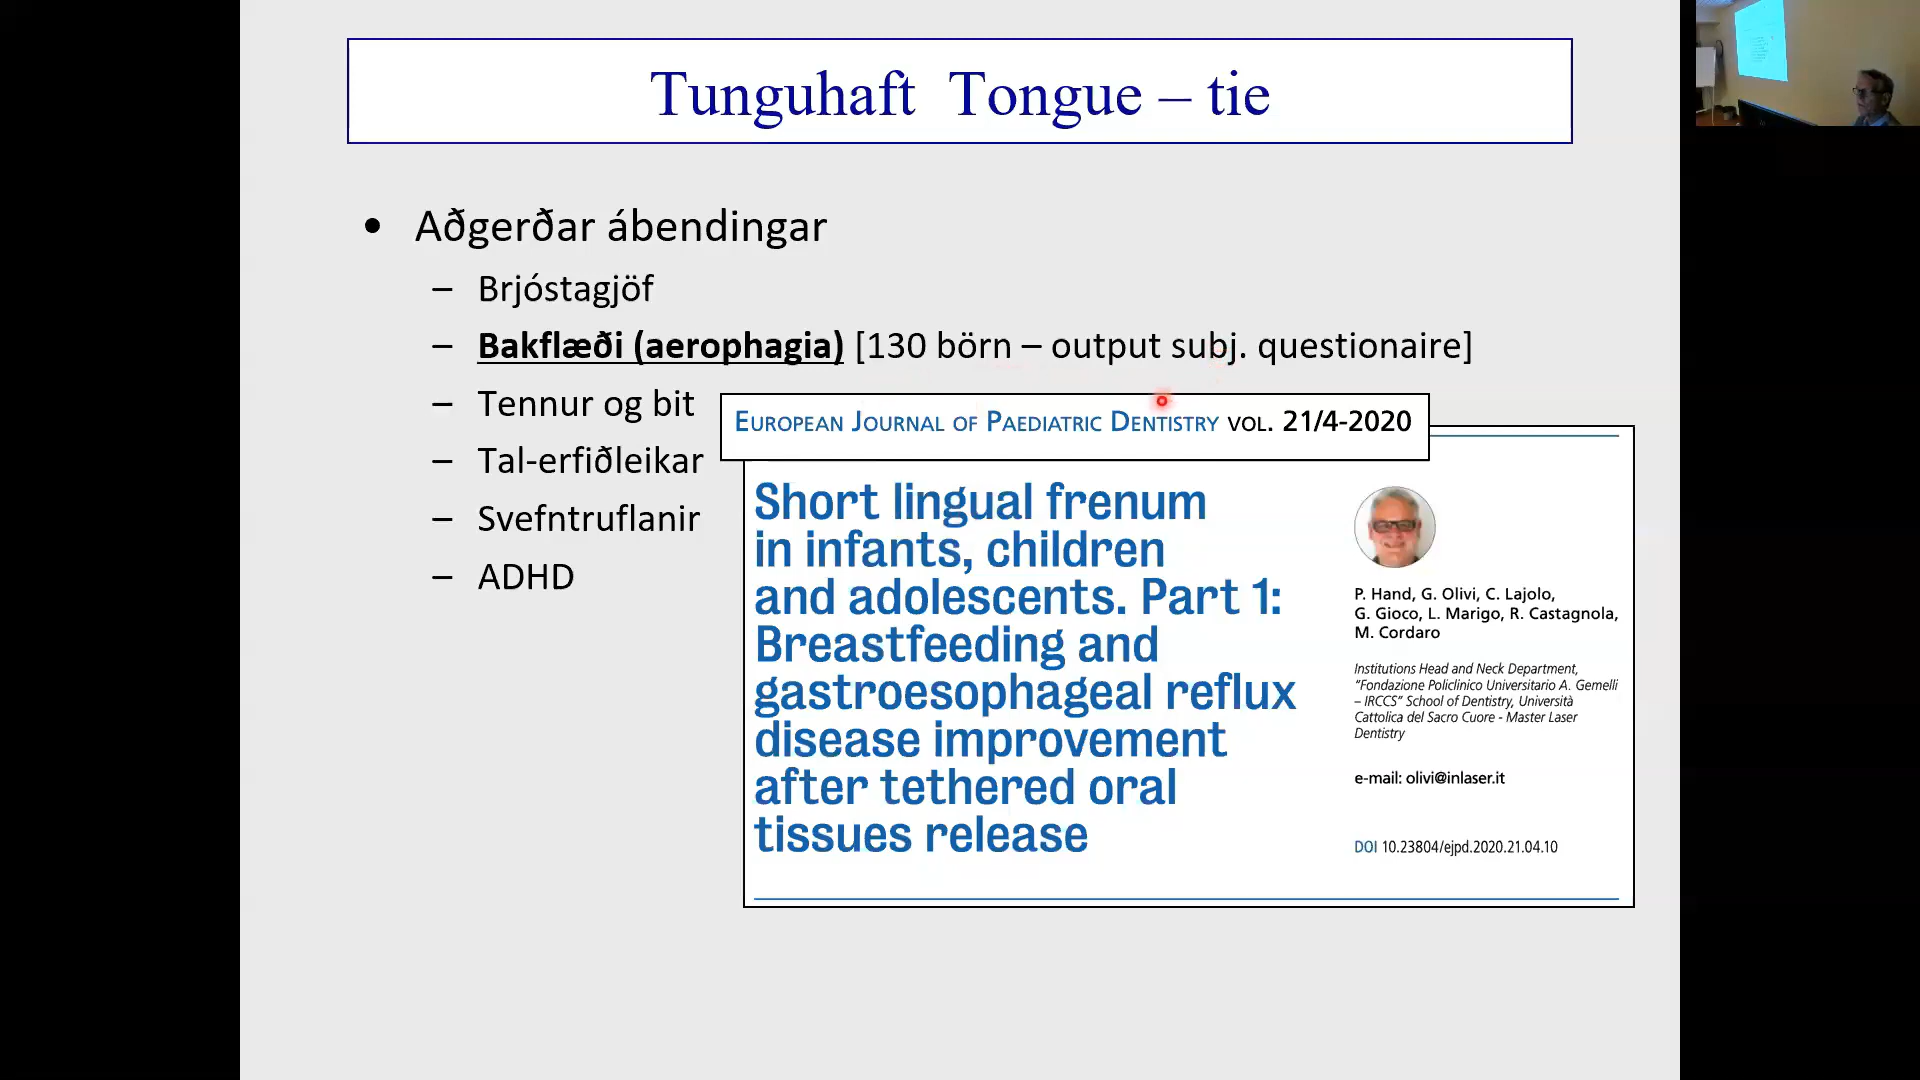 Tunguhaft Tongue – tie
• Aðgerðar ábendingar
– Brjóstagjöf
– Bakflæði (aerophagia) [130 börn – output subj. questionaire]
– Tennur og bit
– Tal-erfiðleikar
– Svefntruflanir
– ADHD
European Journal of Paediatric Dentistry vol. 21/4-2020
Short lingual frenum
in infants, children
and adolescents. Part 1:
Breastfeeding and
gastroesophageal reflux
disease improvement
after tethered oral
tissues release
P. Hand, G. Olivi, C. Lajolo,
G. Gioco, L. Marigo, R. Castagnola,
M. Cordaro
Institutions Head and Neck Department,
"Fondazione Policlinico Universitario A. Gemelli
– IRCCS" School of Dentistry, Università
Cattolica del Sacro Cuore - Master Laser
Dentistry
e-mail: olivi@inlaser.it
DOI 10.23804/ejpd.2020.21.04.10